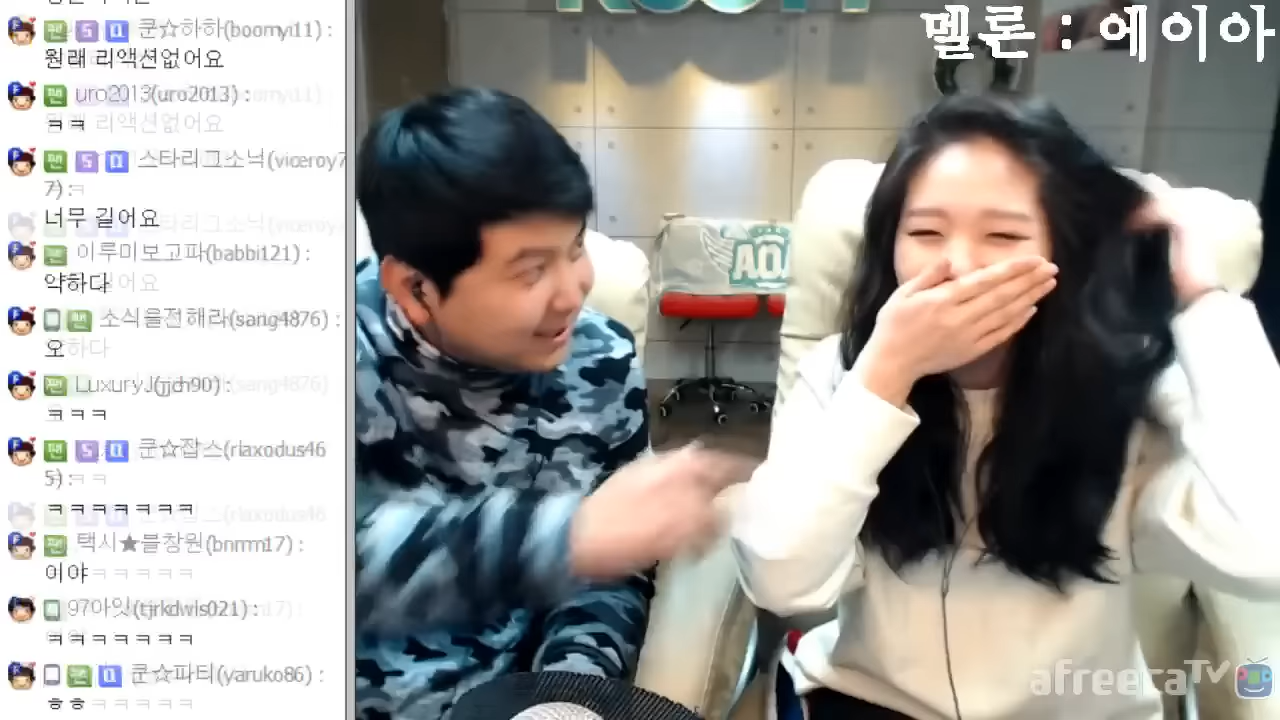 쿤☆하하(boomyi11) :
원래 리액션없어요
uro2013(uro2013) :
ㅋㅋ
스타리그소닉(viceroy7
7) :
너무 길어요
이루미보고파(babbi121) :
약하다
소식을전해라(sang4876) :
오
LuxuryJ(jjch90) :
ㅋㅋㅋ
쿤☆잡스(rlaxodus46
5) :
ㅋㅋㅋㅋㅋㅋㅋ
택시★블창원(bnrm17) :
이야
97아잇(tjrkdwls021) :
ㅋㅋㅋㅋㅋㅋㅋ
쿤☆파티(yaruko86) :
ㅎㅎ
멜론 : 에이아
AOA
afreecaTV